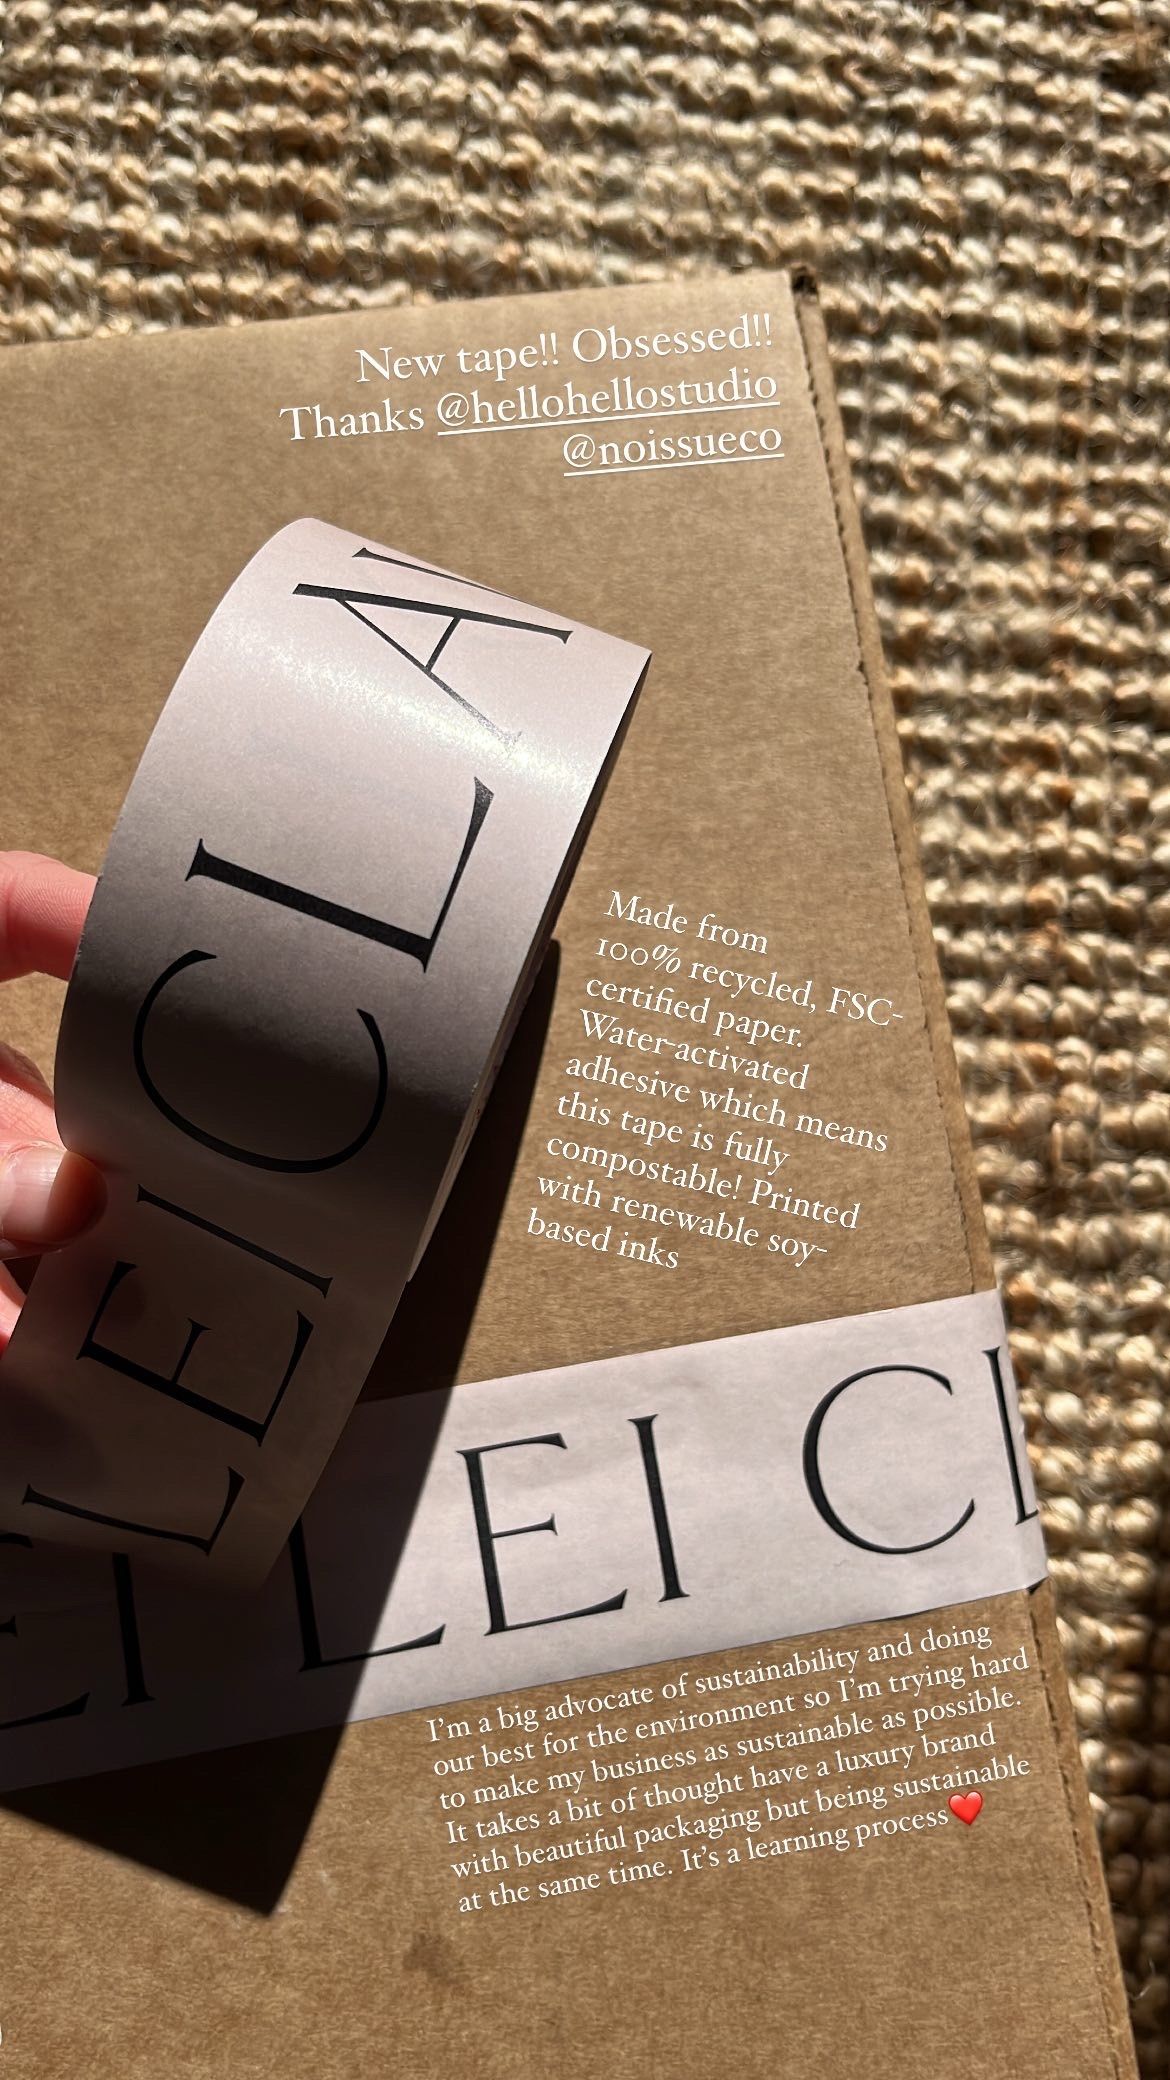 New tape!! Obsessed!!
Thanks @hellohellostudio
@noissueco
LEICLA
Made from
100% recycled, FSC-
certified paper.
Water-activated
adhesive which means
this tape is fully
compostable! Printed
with renewable soy-
based inks
EI LEI CL
I'm a big advocate of sustainability and doing
our best for the environment so I'm trying hard
to make my business as sustainable as possible.
It takes a bit of thought have a luxury brand
with beautiful packaging but being sustainable
at the same time. It's a learning process❤️